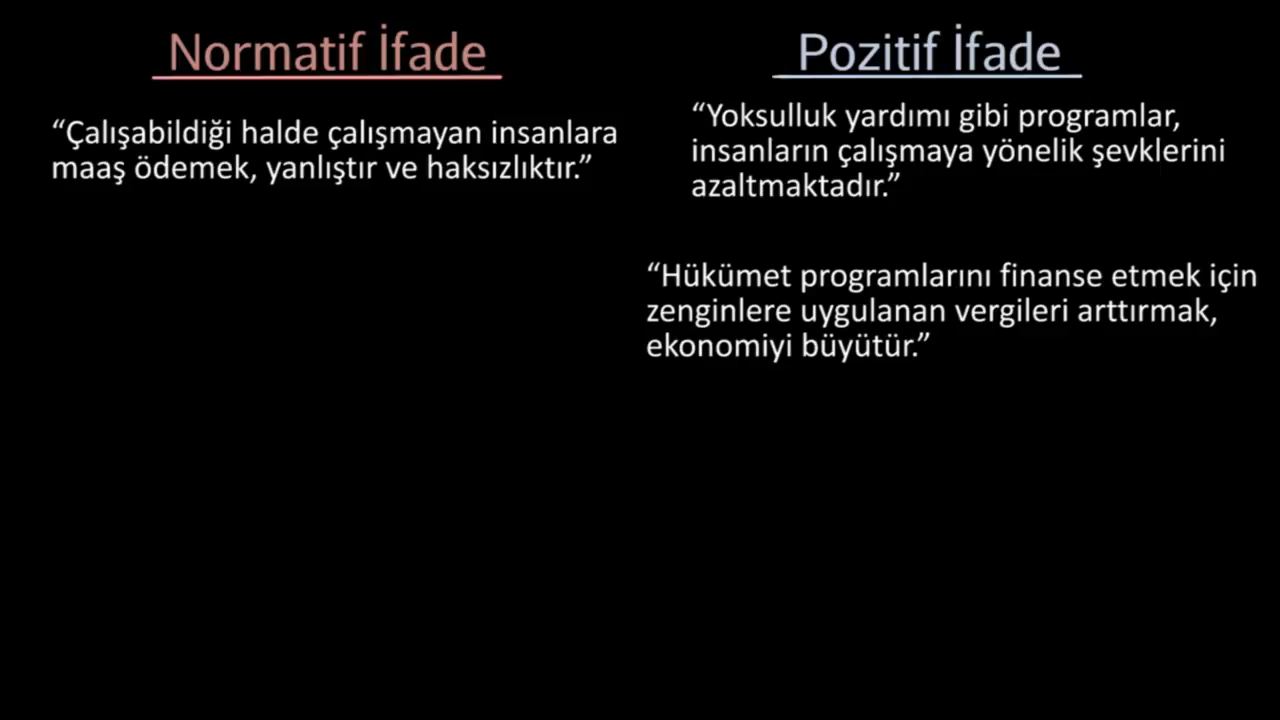 Normatif İfade
“Çalışabildiği halde çalışmayan insanlara
maaş ödemek, yanlıştır ve haksızlıktır.”
Pozitif İfade
“Yoksulluk yardımı gibi programlar,
insanların çalışmaya yönelik şevklerini
azaltmaktadır.”
“Hükümet programlarını finanse etmek için
zenginlere uygulanan vergileri arttırmak,
ekonomiyi büyütür.”